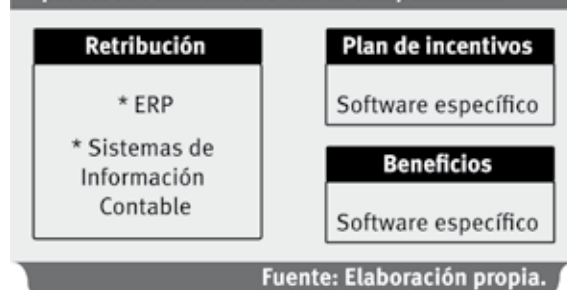 Retribución
* ERP
* Sistemas de
Información
Contable
Plan de incentivos
Software específico
Beneficios
Software específico
Fuente: Elaboración propia.